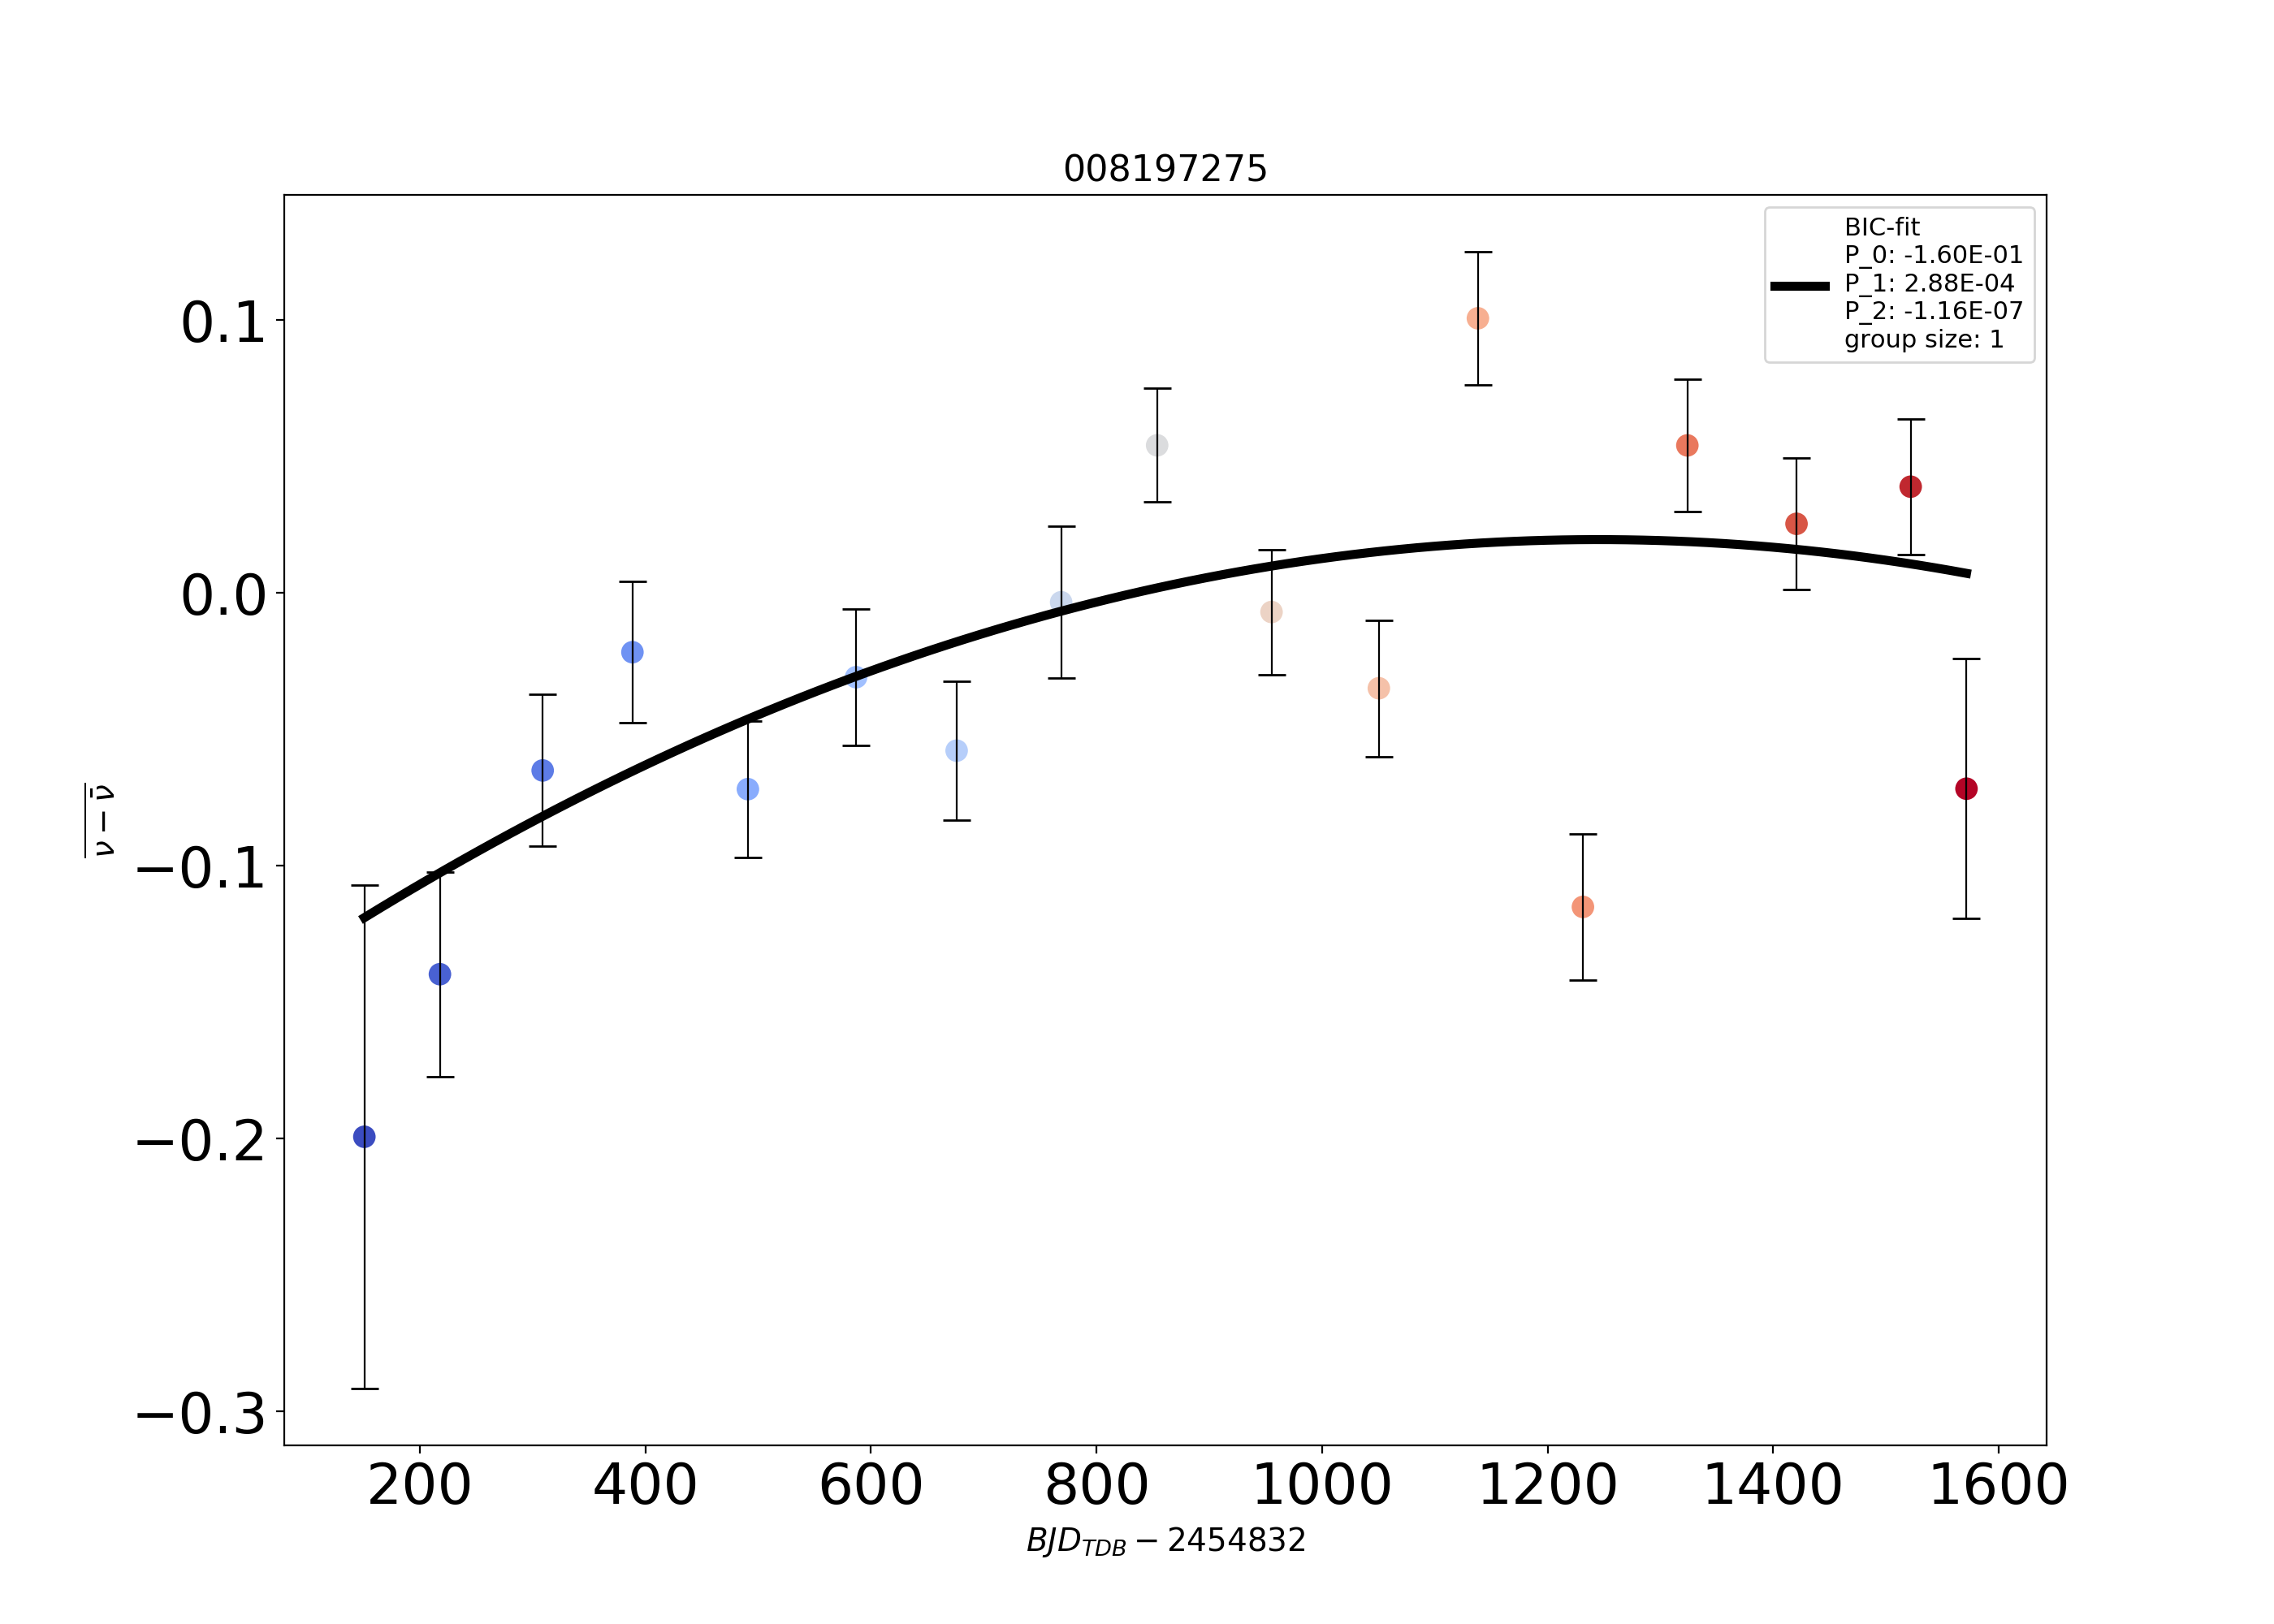 008197275
BIC-fit
P_0: -1.60E-01
P_1: 2.88E-04
P_2: -1.16E-07
group size: 1
0.1
0.0
−0.1
−0.2
−0.3
ν − ν̄
200 400 600 800 1000 1200 1400 1600
BJD_TDB − 2454832